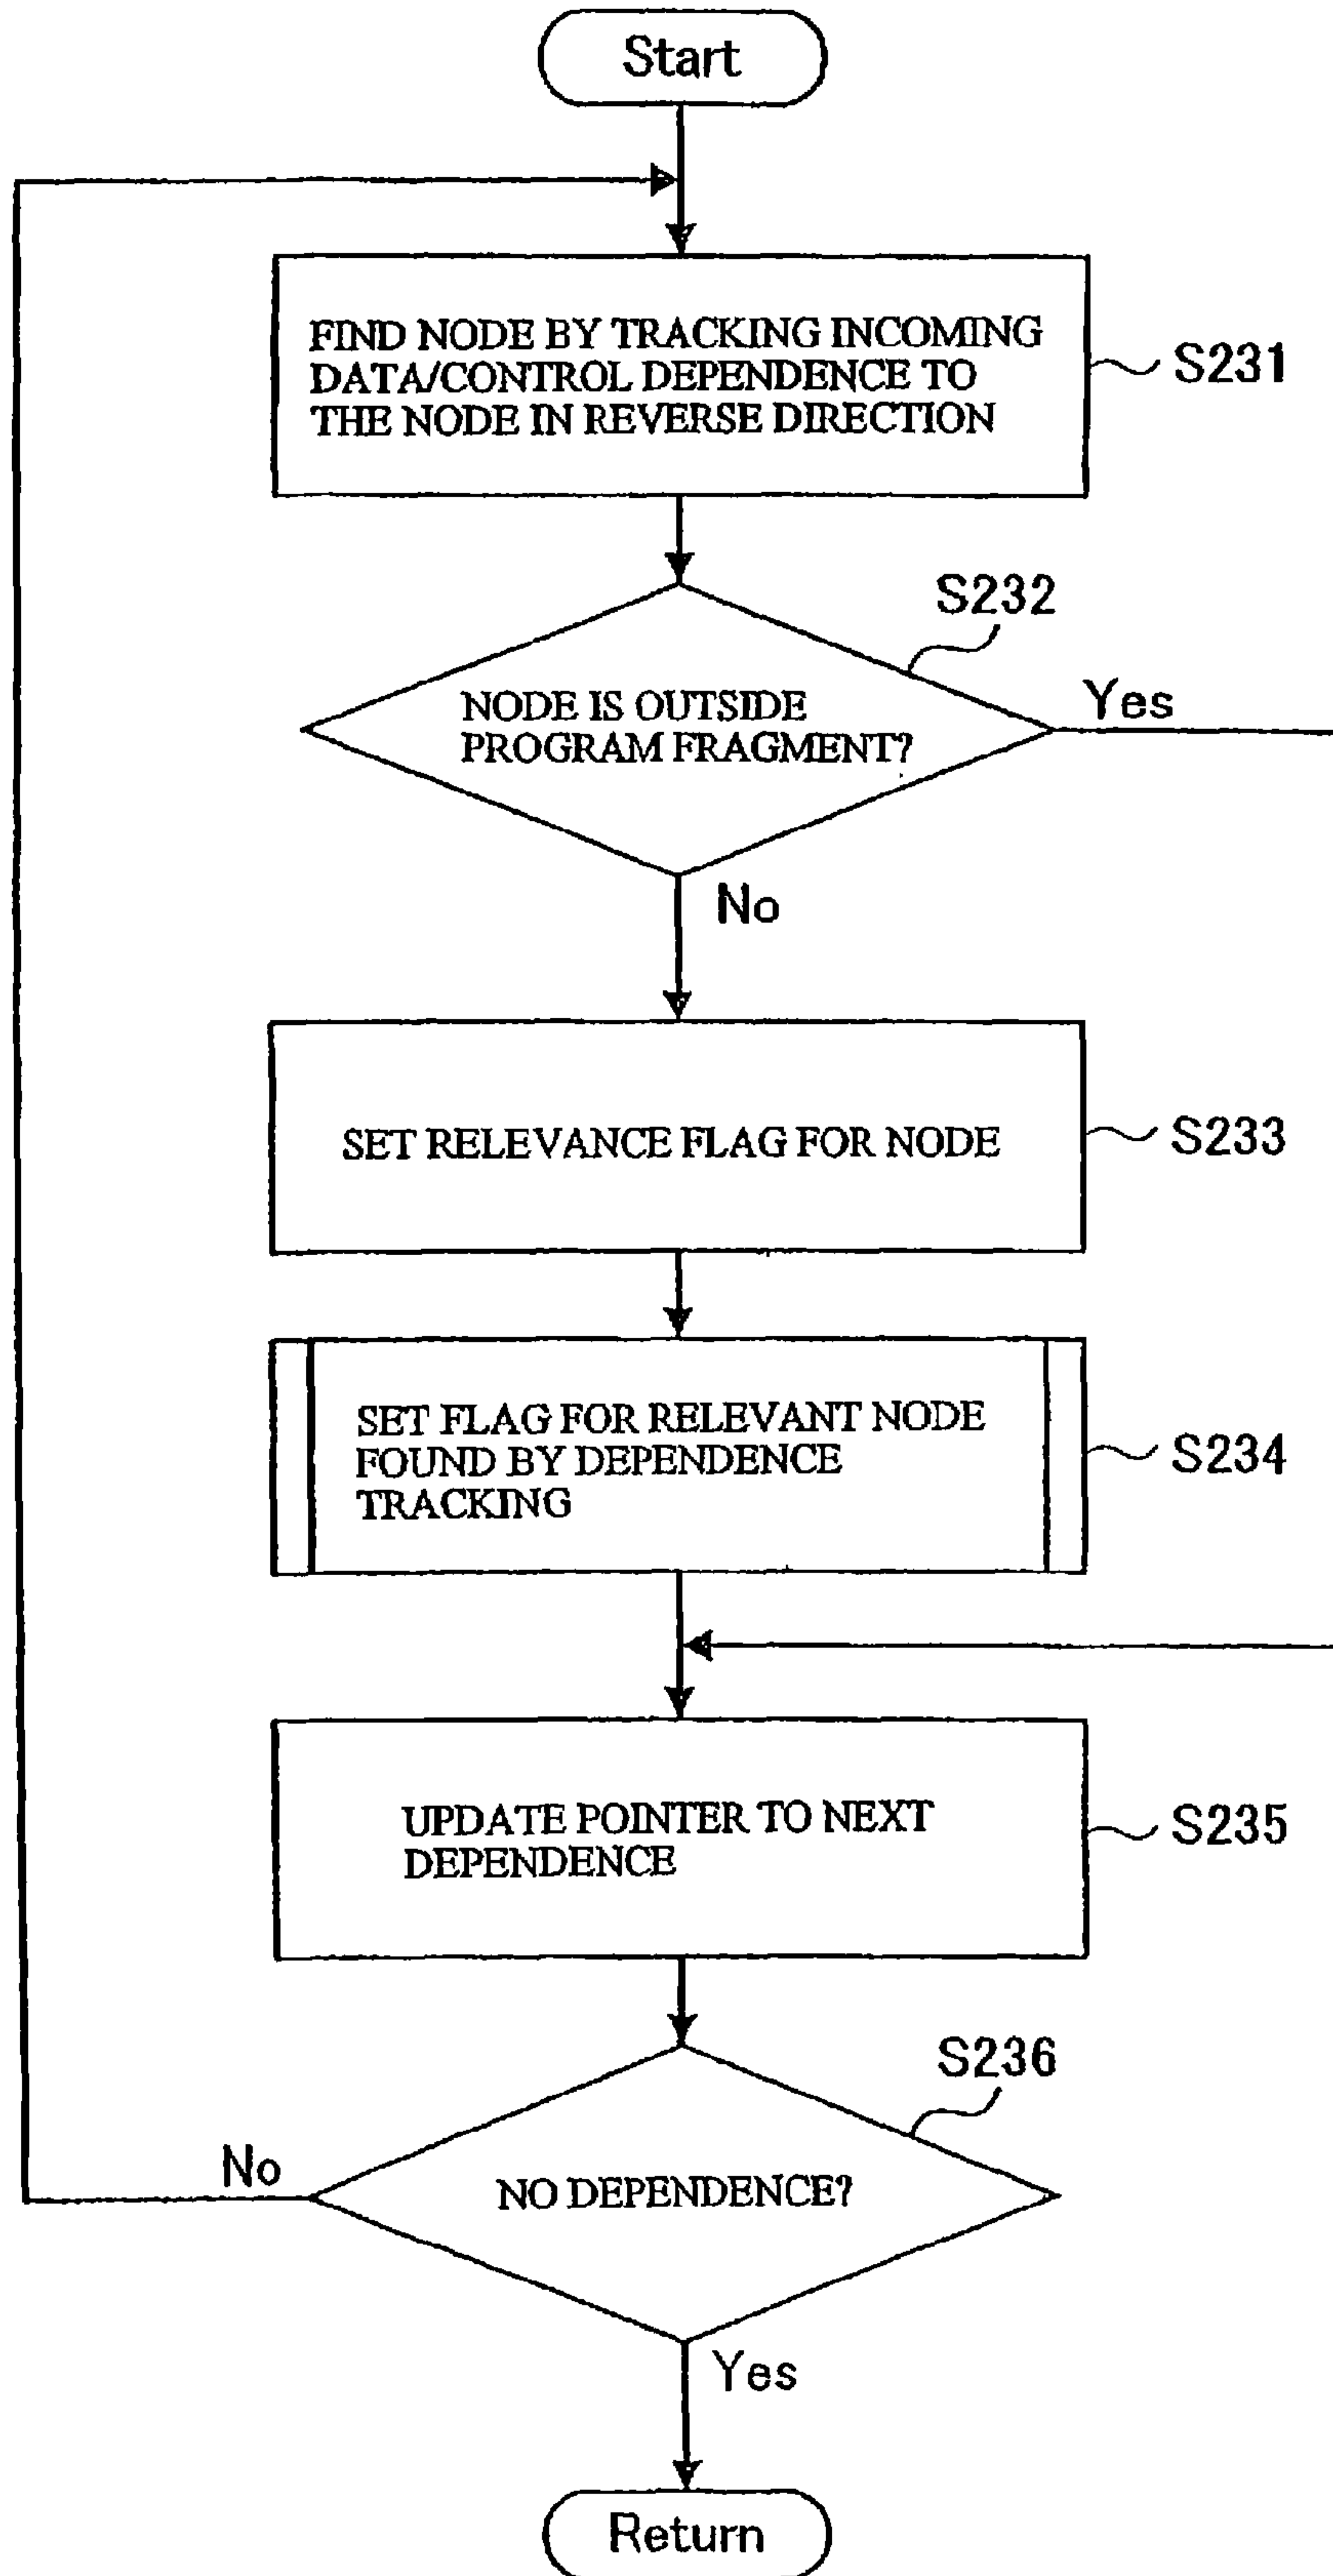 Start
FIND NODE BY TRACKING INCOMING
DATA/CONTROL DEPENDENCE TO
THE NODE IN REVERSE DIRECTION
S231
S232
NODE IS OUTSIDE
PROGRAM FRAGMENT?
Yes
No
SET RELEVANCE FLAG FOR NODE
S233
SET FLAG FOR RELEVANT NODE
FOUND BY DEPENDENCE
TRACKING
S234
UPDATE POINTER TO NEXT
DEPENDENCE
S235
S236
No
NO DEPENDENCE?
Yes
Return